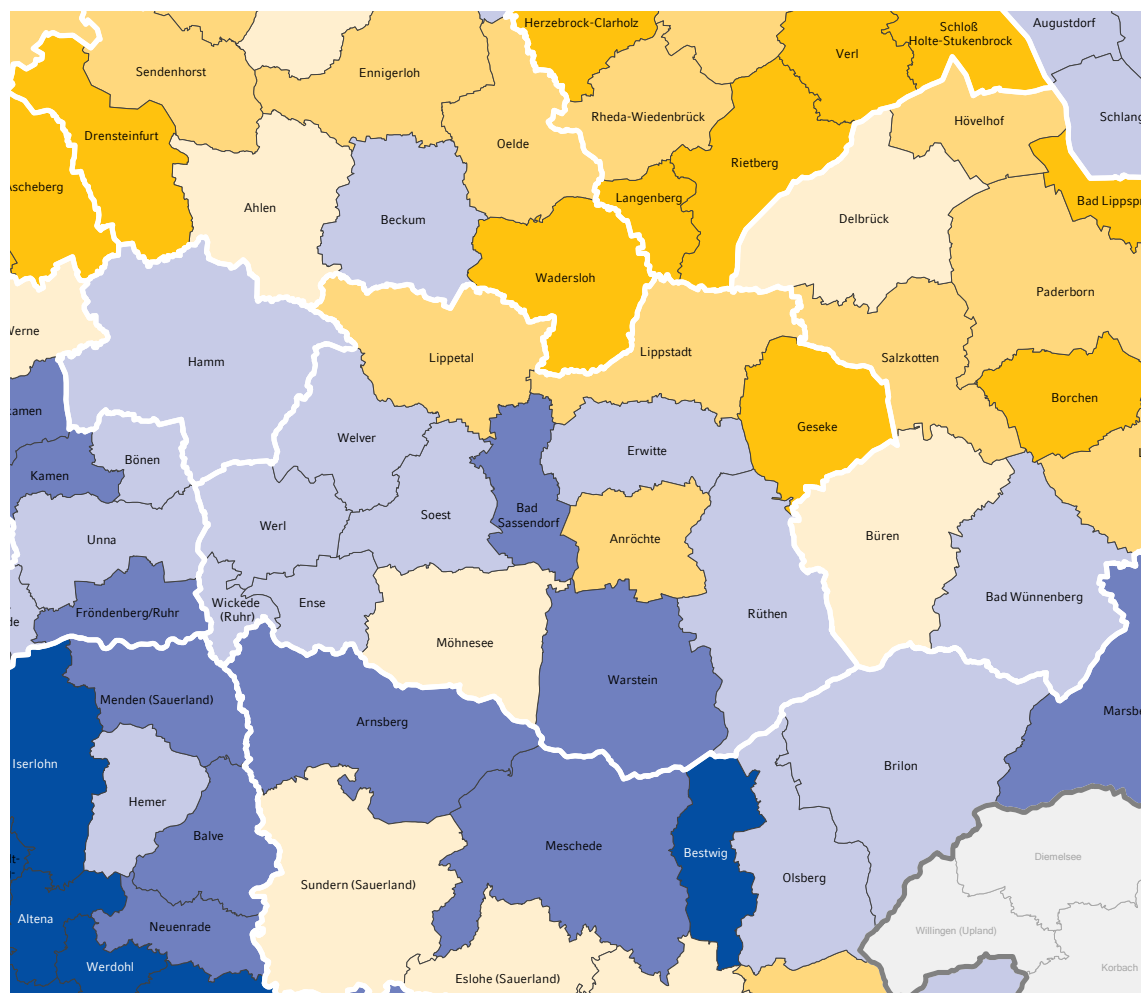 Herzebrock-Clarholz
Augustdorf
Schloß
Holte-Stukenbrock
Verl
Sendenhorst
Ennigerloh
Rheda-Wiedenbrück
Hövelhof
Schlang
Drensteinfurt
Oelde
Rietberg
Ascheberg
Langenberg
Bad Lippspr
Ahlen
Beckum
Delbrück
Wadersloh
Paderborn
Werne
Lippetal
Lippstadt
Salzkotten
Hamm
Borchen
kamen
Geseke
Welver
Erwitte
Bönen
Kamen
Bad
Sassendorf
Soest
Werl
Unna
Anröchte
Büren
Bad Wünnenberg
Wickede
(Ruhr)
Ense
Fröndenberg/Ruhr
de
Rüthen
Möhnesee
Warstein
Menden (Sauerland)
Arnsberg
Marsbe
Iserlohn
Brilon
Hemer
Balve
Meschede
Bestwig
Diemelsee
dt-
Olsberg
Sundern (Sauerland)
Altena
Neuenrade
Willingen (Upland)
Werdohl
Eslohe (Sauerland)
Korbach